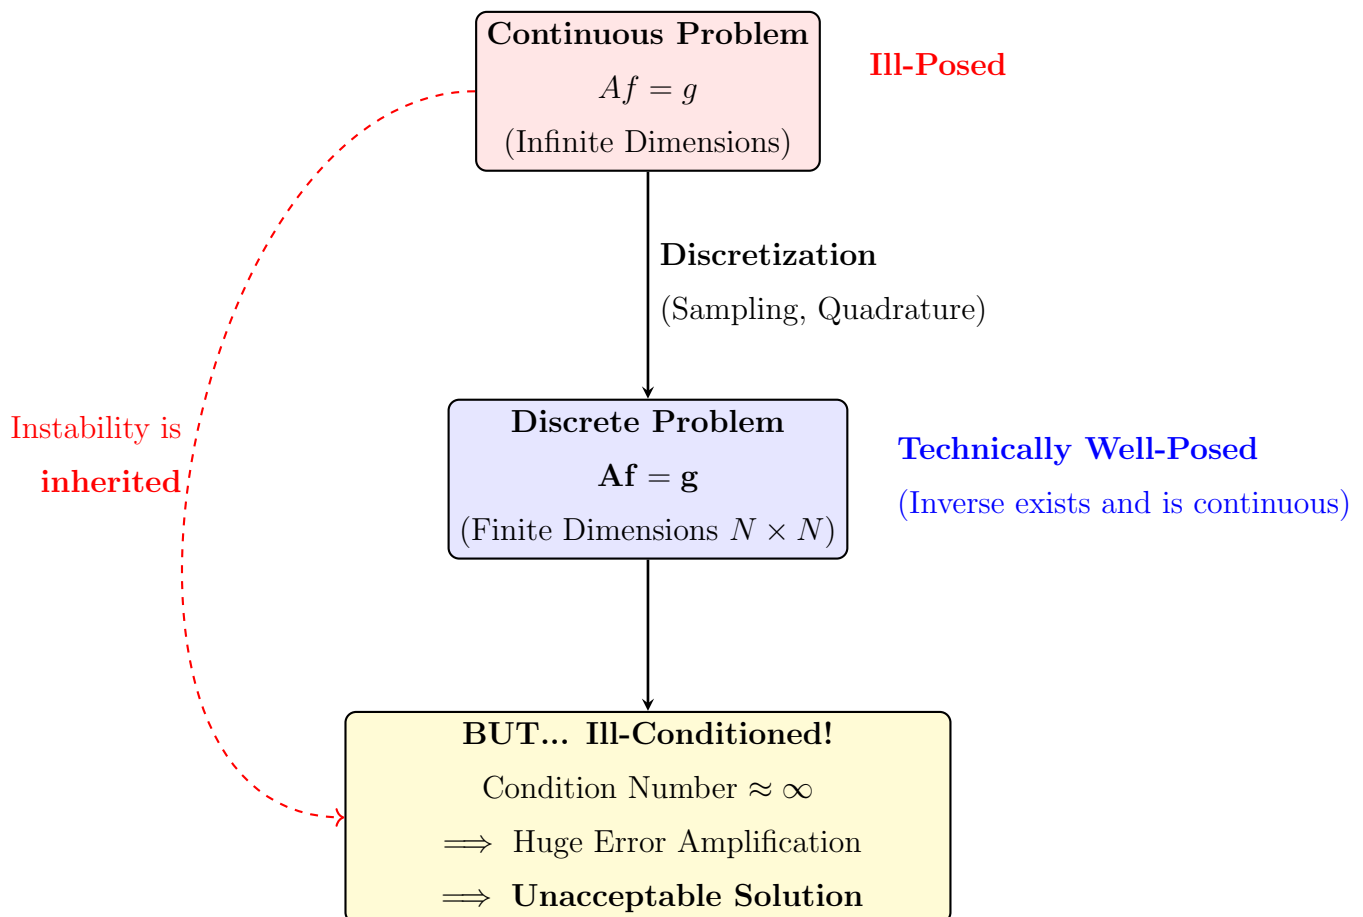 Continuous Problem
Af = g
(Infinite Dimensions)
Ill-Posed
Discretization
(Sampling, Quadrature)
Instability is
inherited
Discrete Problem
Af = g
(Finite Dimensions N × N)
Technically Well-Posed
(Inverse exists and is continuous)
BUT... Ill-Conditioned!
Condition Number ≈ ∞
⟹ Huge Error Amplification
⟹ Unacceptable Solution